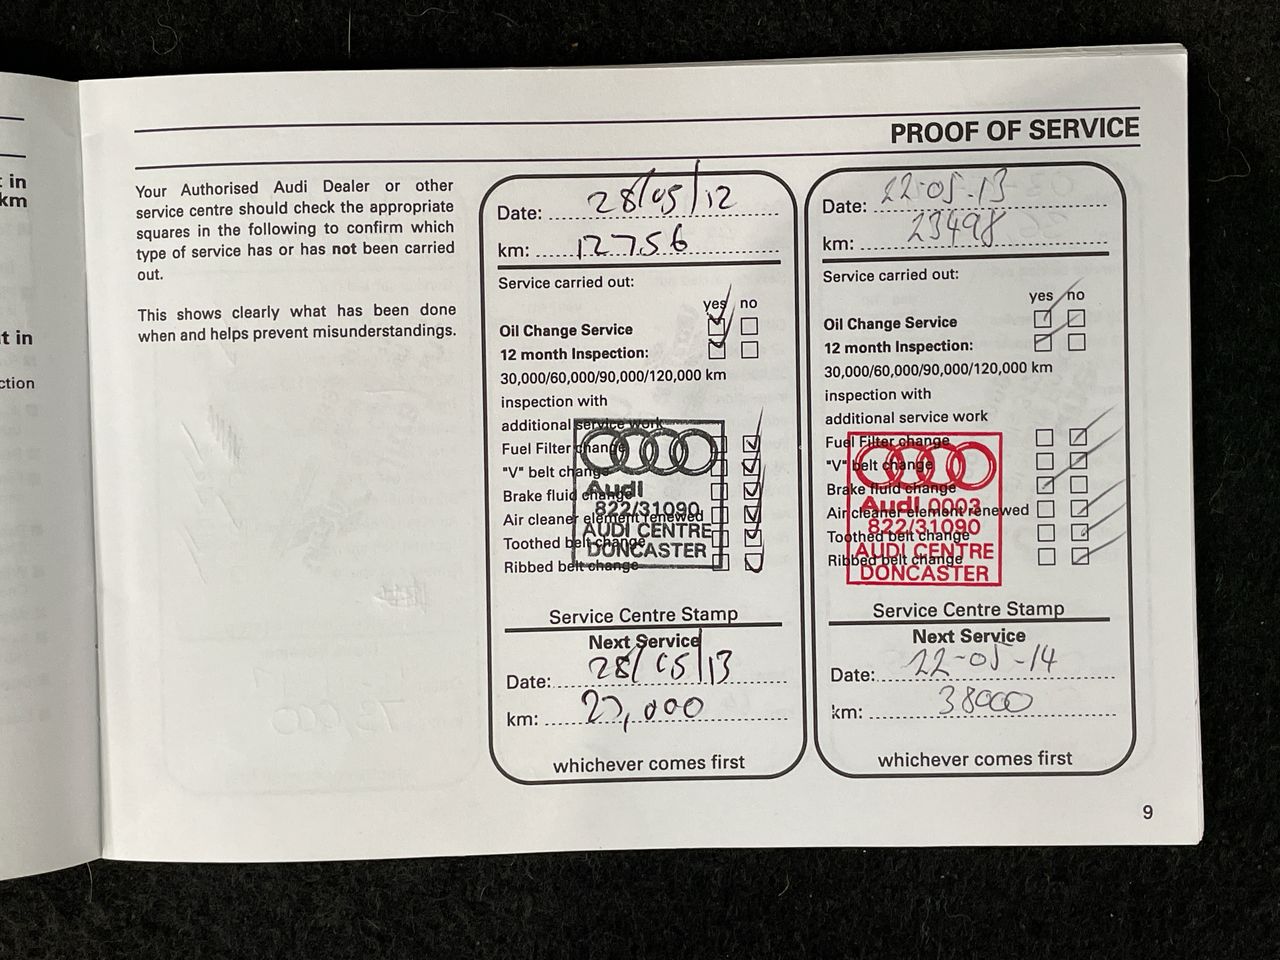 in
km
t in
ction
PROOF OF SERVICE
Your Authorised Audi Dealer or other
service centre should check the appropriate
squares in the following to confirm which
type of service has or has not been carried
out.
This shows clearly what has been done
when and helps prevent misunderstandings.
Date: 28/05/12
km: 12756
Service carried out:
yes no
Oil Change Service
12 month Inspection:
30,000/60,000/90,000/120,000 km
inspection with
additional service work
Fuel Filter change
"V" belt change
Brake fluid change
Air cleaner element renewed
Toothed belt change
Ribbed belt change
Audi
822/31090
AUDI CENTRE
DONCASTER
Service Centre Stamp
Next Service
Date: 28/05/13
km: 27,000
whichever comes first
Date: 22-05-13
km: 23498
Service carried out:
yes no
Oil Change Service
12 month Inspection:
30,000/60,000/90,000/120,000 km
inspection with
additional service work
Fuel Filter change
"V" belt change
Brake fluid change
Air cleaner element renewed
Toothed belt change
Ribbed belt change
Audi 0003
822/31090
AUDI CENTRE
DONCASTER
Service Centre Stamp
Next Service
Date: 22-05-14
km: 38000
whichever comes first
9